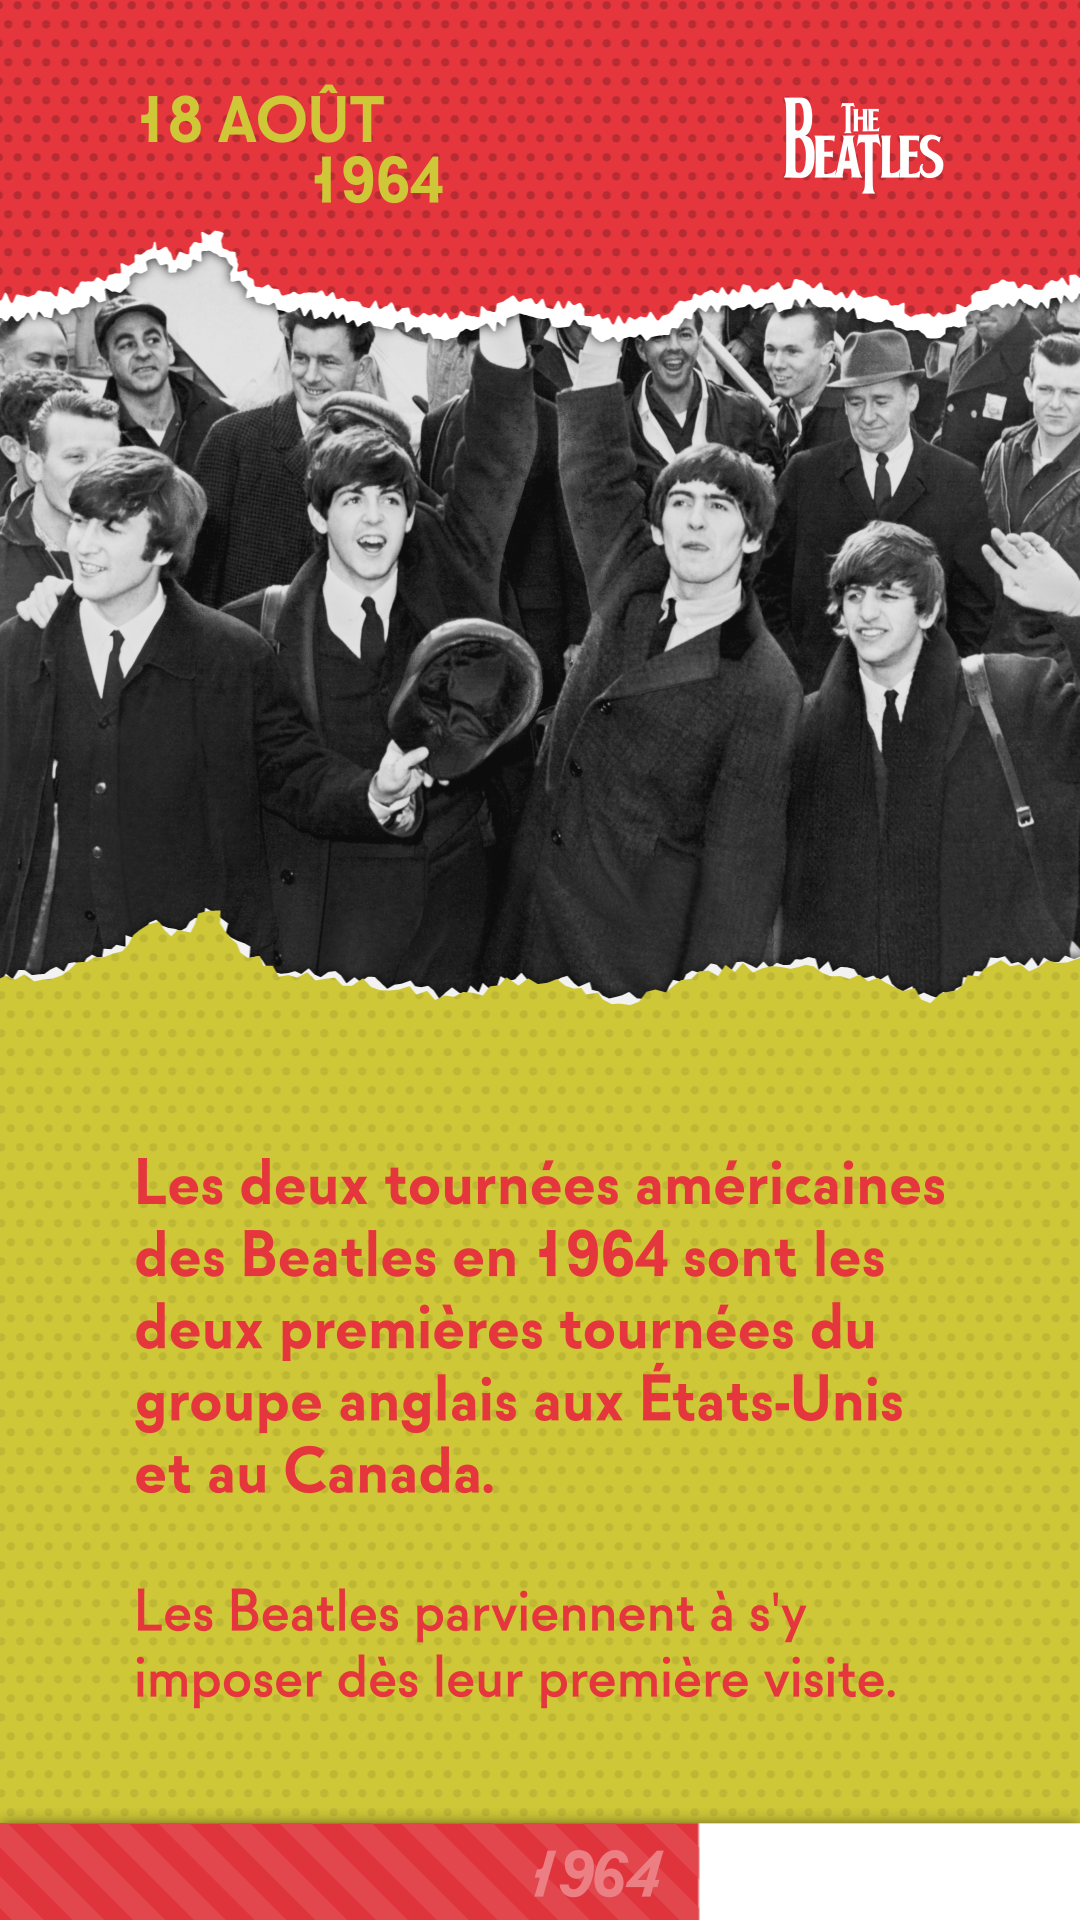 18 AOÛT
1964
THE
BEATLES
Les deux tournées américaines
des Beatles en 1964 sont les
deux premières tournées du
groupe anglais aux États-Unis
et au Canada.
Les Beatles parviennent à s'y
imposer dès leur première visite.
1964